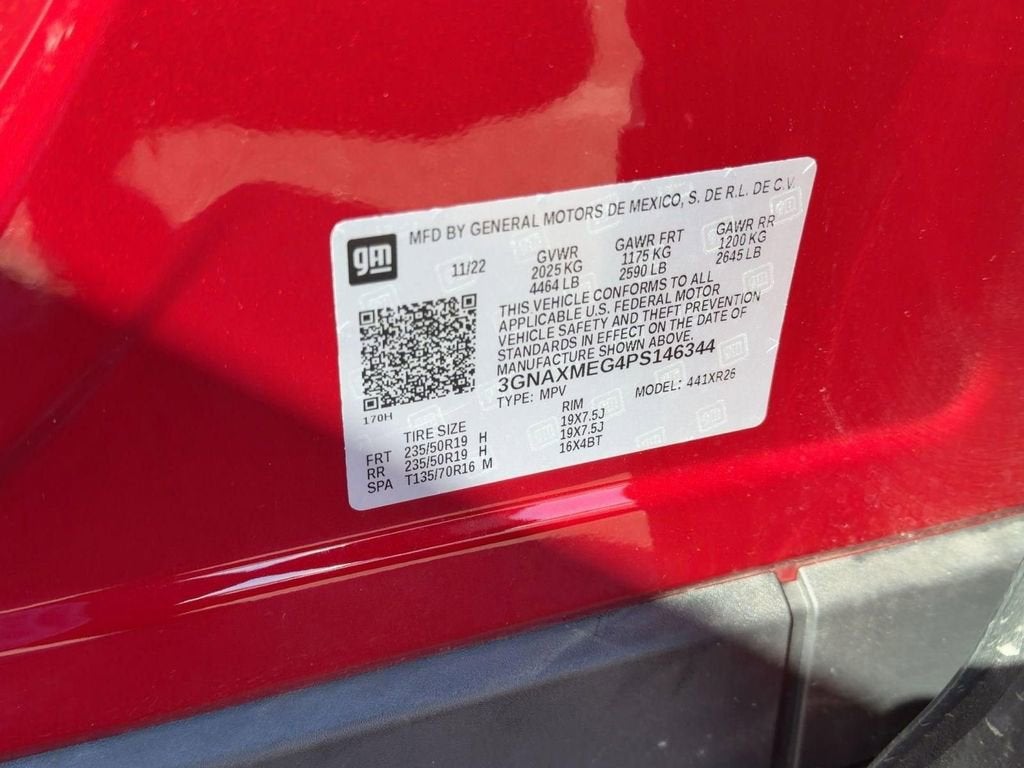 gm
MFD BY GENERAL MOTORS DE MEXICO, S. DE R.L. DE C.V.
11/22
GVWR GAWR FRT GAWR RR
2025 KG 1175 KG 1200 KG
4464 LB 2590 LB 2645 LB
THIS VEHICLE CONFORMS TO ALL
APPLICABLE U.S. FEDERAL MOTOR
VEHICLE SAFETY AND THEFT PREVENTION
STANDARDS IN EFFECT ON THE DATE OF
MANUFACTURE SHOWN ABOVE.
3GNAXMEG4PS146344
TYPE: MPV MODEL: 441XR26
170H
TIRE SIZE RIM
FRT 235/50R19 H 19X7.5J
RR 235/50R19 H 19X7.5J
SPA T135/70R16 M 16X4BT